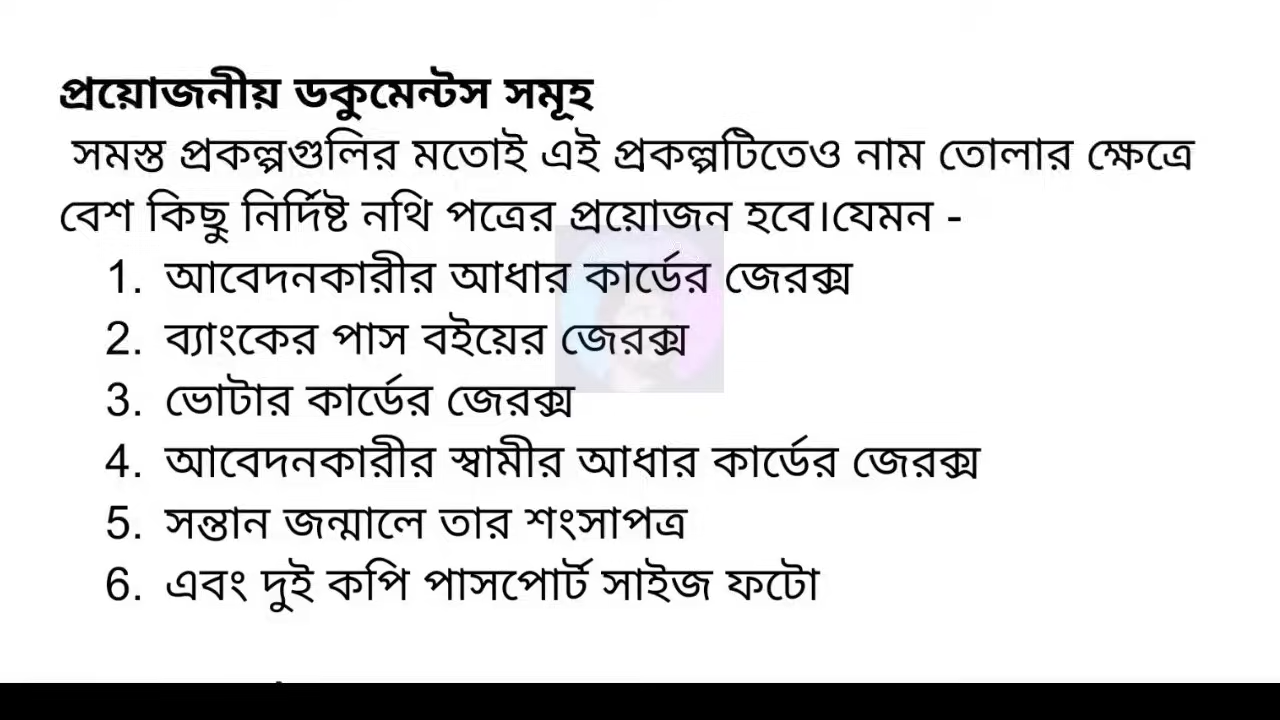 প্রয়োজনীয় ডকুমেন্টস সমূহ
সমস্ত প্রকল্পগুলির মতোই এই প্রকল্পটিতেও নাম তোলার ক্ষেত্রে
বেশ কিছু নির্দিষ্ট নথি পত্রের প্রয়োজন হবে।যেমন -
1. আবেদনকারীর আধার কার্ডের জেরক্স
2. ব্যাংকের পাস বইয়ের জেরক্স
3. ভোটার কার্ডের জেরক্স
4. আবেদনকারীর স্বামীর আধার কার্ডের জেরক্স
5. সন্তান জন্মালে তার শংসাপত্র
6. এবং দুই কপি পাসপোর্ট সাইজ ফটো